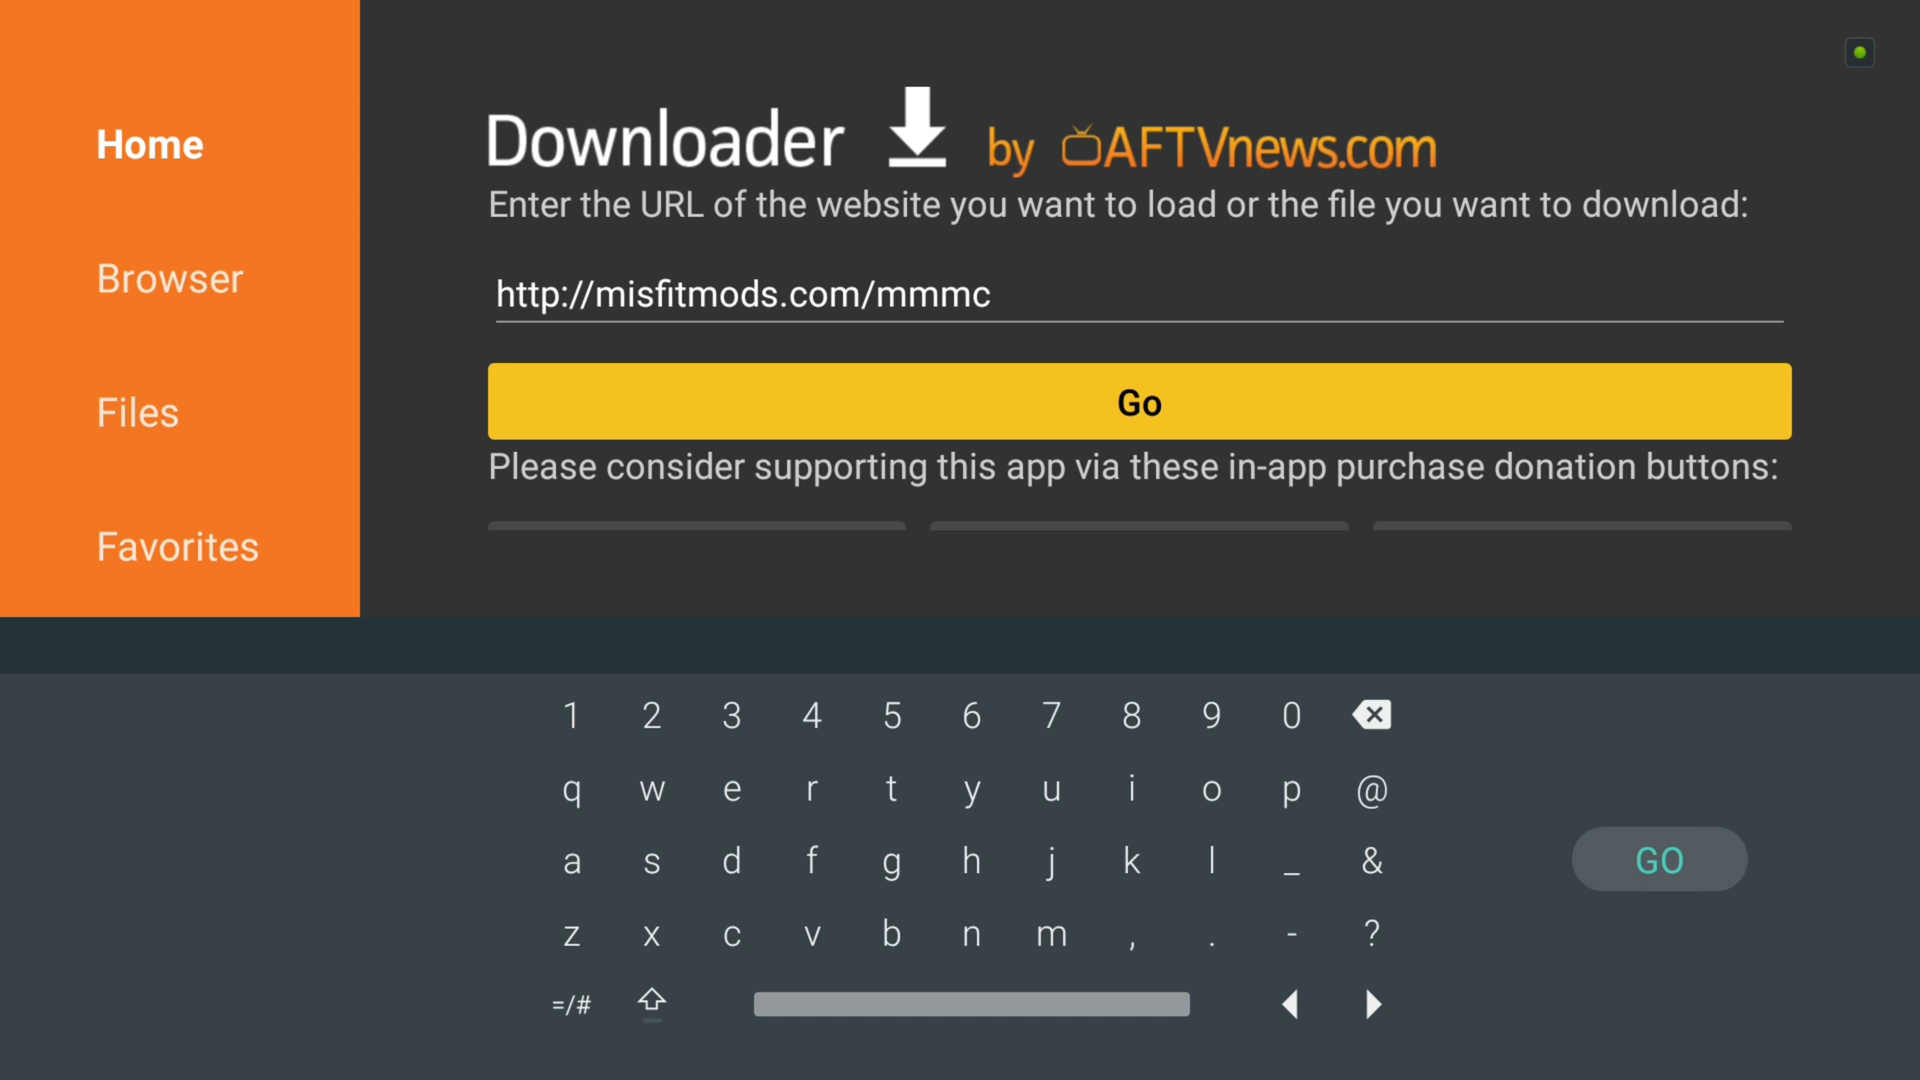 Home
Browser
Files
Favorites
Downloader by AFTVnews.com
Enter the URL of the website you want to load or the file you want to download:
http://misfitmods.com/mmmc
Go
Please consider supporting this app via these in-app purchase donation buttons:
1 2 3 4 5 6 7 8 9 0
q w e r t y u i o p @
a s d f g h j k l _ &
GO
z x c v b n m , . - ?
=/#